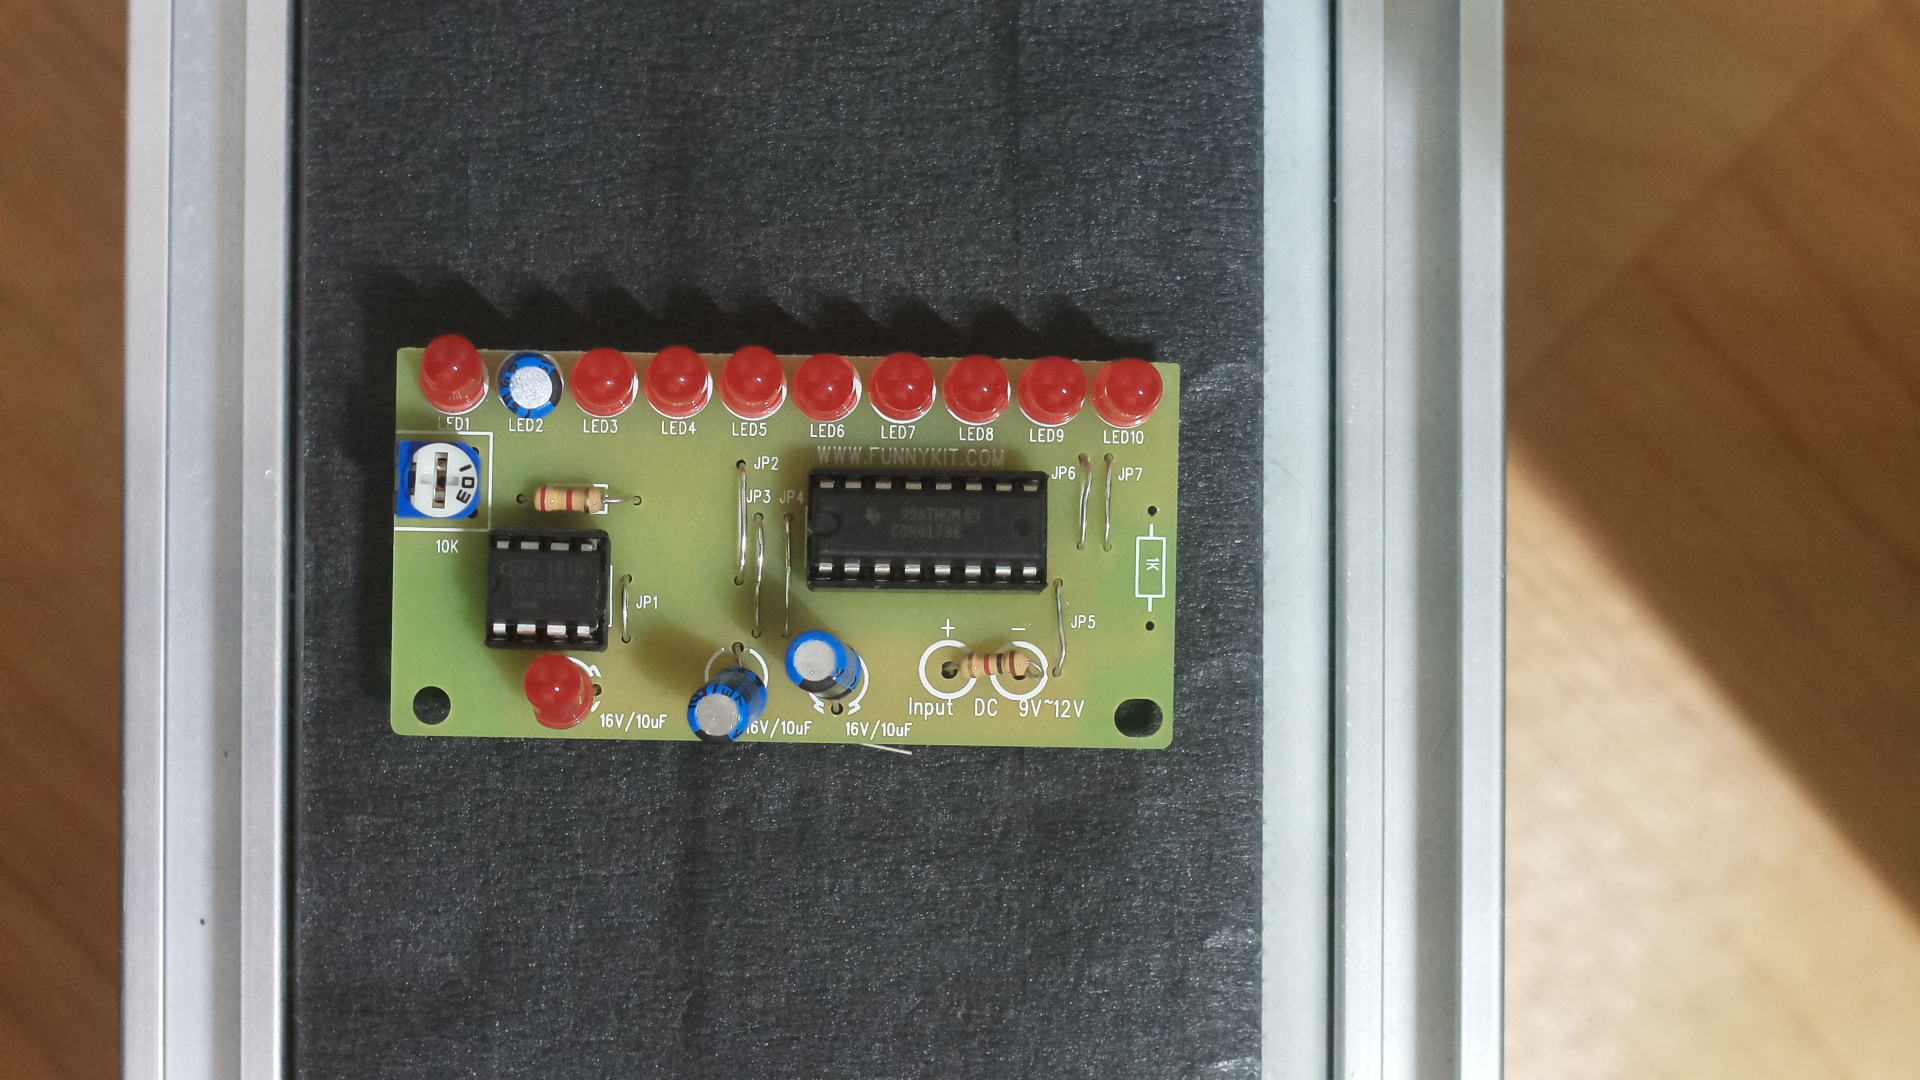 LED1 LED2 LED3 LED4 LED5 LED6 LED7 LED8 LED9 LED10
WWW.FUNNYKIT.COM
JP2 JP6 JP7
JP3 JP4
103
10K
1K
JP1
JP5
+ −
Input DC 9V~12V
16V/10uF 16V/10uF 16V/10uF